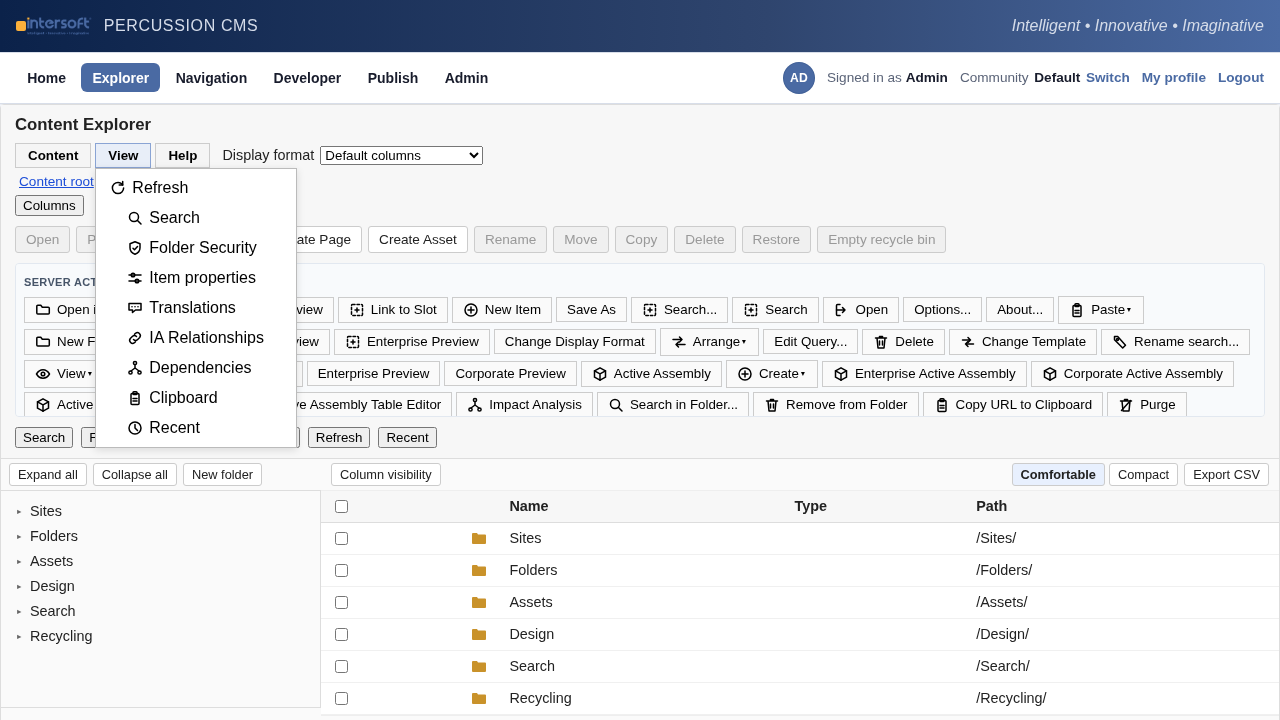 intersoft PERCUSSION CMS Intelligent • Innovative • Imaginative
Home Explorer Navigation Developer Publish Admin AD Signed in as Admin Community Default Switch My profile Logout
Content Explorer
Content View Help Display format Default columns
Content root
Refresh
Columns
Search
Open ate Page Create Asset Rename Move Copy Delete Restore Empty recycle bin
Folder Security
Item properties
SERVER ACT
Open i view Link to Slot New Item Save As Search... Search Open Options... About... Paste
Translations
New F iew Enterprise Preview Change Display Format Arrange Edit Query... Delete Change Template Rename search...
IA Relationships
View Enterprise Preview Corporate Preview Active Assembly Create Enterprise Active Assembly Corporate Active Assembly
Dependencies
Active ve Assembly Table Editor Impact Analysis Search in Folder... Remove from Folder Copy URL to Clipboard Purge
Clipboard
Recent
Search Refresh Recent
Expand all Collapse all New folder Column visibility Comfortable Compact Export CSV
Sites
Folders
Assets
Design
Search
Recycling
Name Type Path
Sites /Sites/
Folders /Folders/
Assets /Assets/
Design /Design/
Search /Search/
Recycling /Recycling/